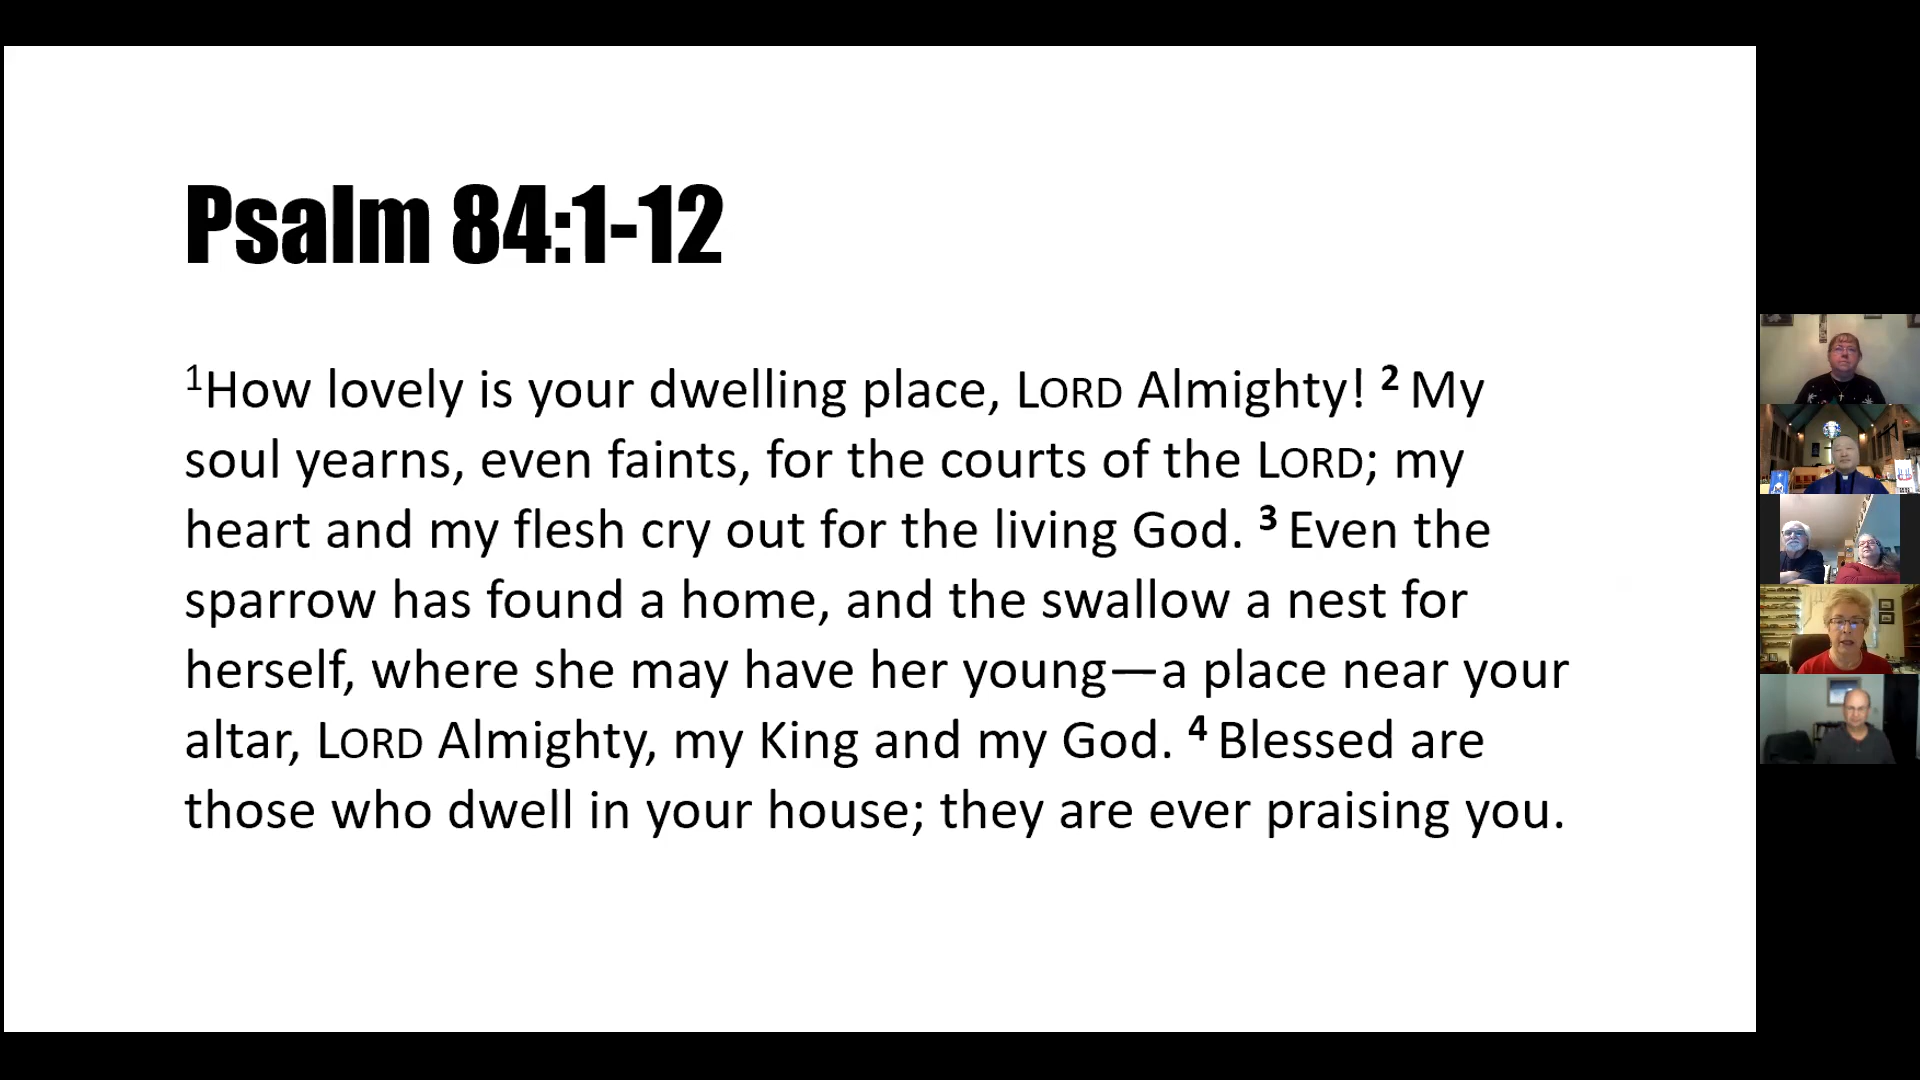 Psalm 84:1-12
1How lovely is your dwelling place, LORD Almighty! 2 My
soul yearns, even faints, for the courts of the LORD; my
heart and my flesh cry out for the living God. 3 Even the
sparrow has found a home, and the swallow a nest for
herself, where she may have her young—a place near your
altar, LORD Almighty, my King and my God. 4 Blessed are
those who dwell in your house; they are ever praising you.